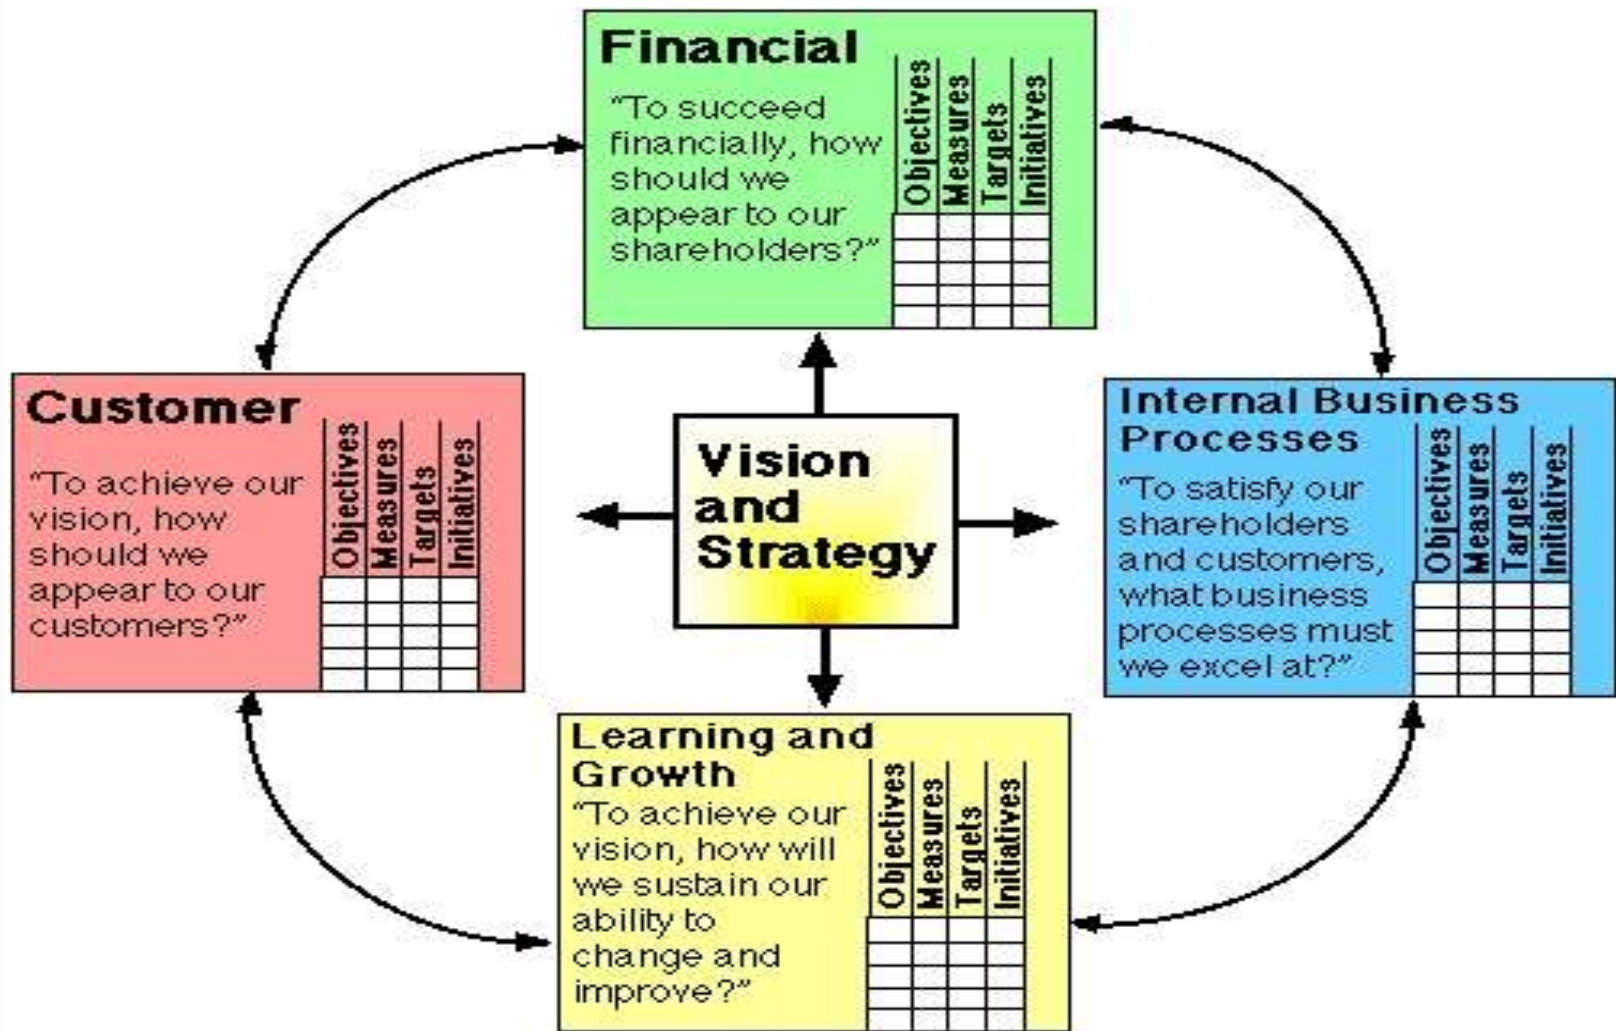 Financial
"To succeed
financially, how
should we
appear to our
shareholders?"
Objectives
Measures
Targets
Initiatives
Customer
"To achieve our
vision, how
should we
appear to our
customers?"
Objectives
Measures
Targets
Initiatives
Vision
and
Strategy
Internal Business
Processes
"To satisfy our
shareholders
and customers,
what business
processes must
we excel at?"
Objectives
Measures
Targets
Initiatives
Learning and
Growth
"To achieve our
vision, how will
we sustain our
ability to
change and
improve?"
Objectives
Measures
Targets
Initiatives